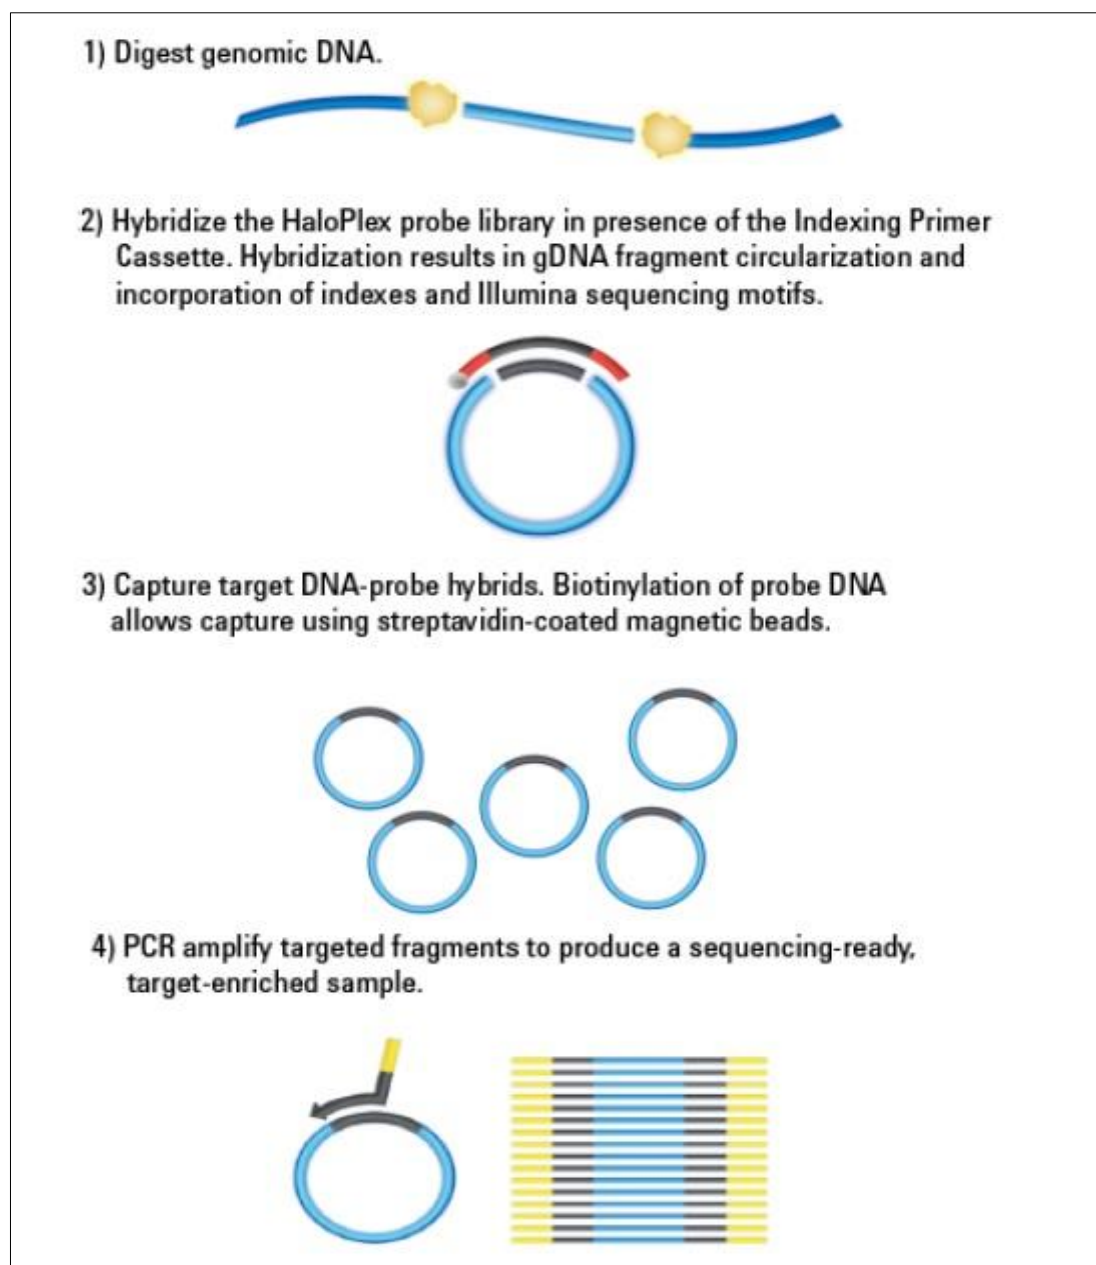 1) Digest genomic DNA.
2) Hybridize the HaloPlex probe library in presence of the Indexing Primer
Cassette. Hybridization results in gDNA fragment circularization and
incorporation of indexes and Illumina sequencing motifs.
3) Capture target DNA-probe hybrids. Biotinylation of probe DNA
allows capture using streptavidin-coated magnetic beads.
4) PCR amplify targeted fragments to produce a sequencing-ready,
target-enriched sample.